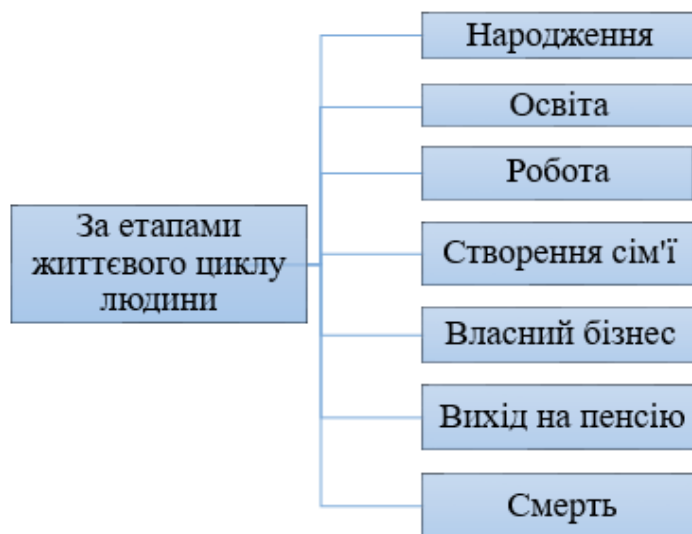 За етапами
життєвого циклу
людини
Народження
Освіта
Робота
Створення сім'ї
Власний бізнес
Вихід на пенсію
Смерть